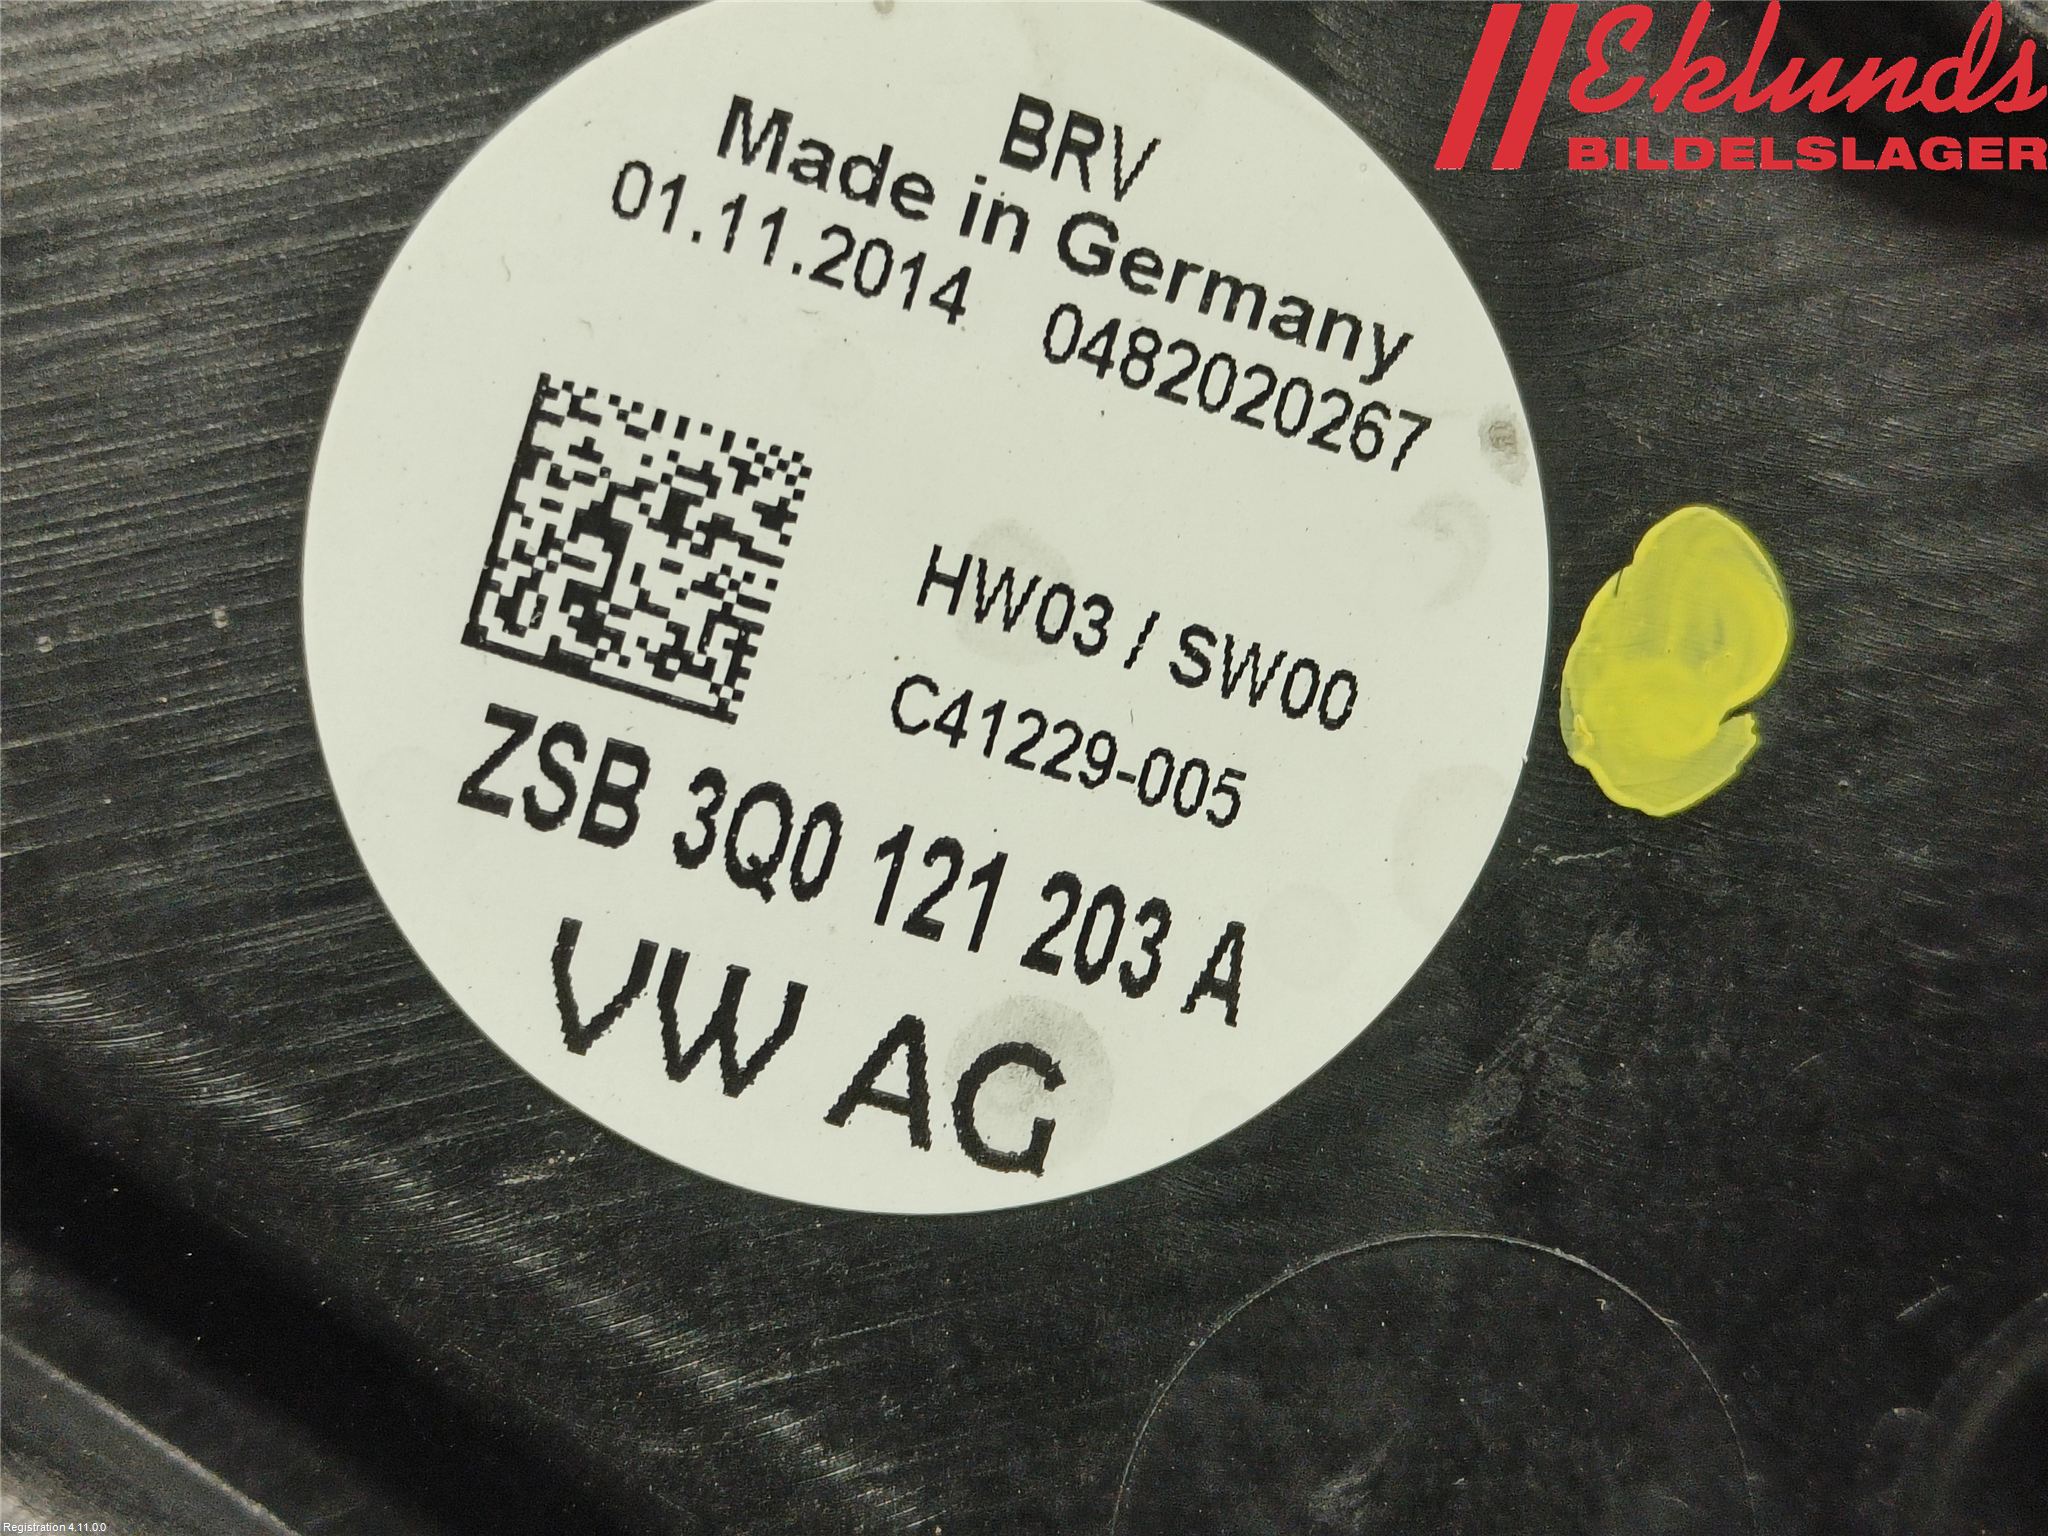 Eklunds
BILDELSLAGER
BRV
Made in Germany
01.11.2014 0482020267
HW03 / SW00
C41229-005
ZSB 3Q0 121 203 A
VW AG
Registration 4.11.0.0